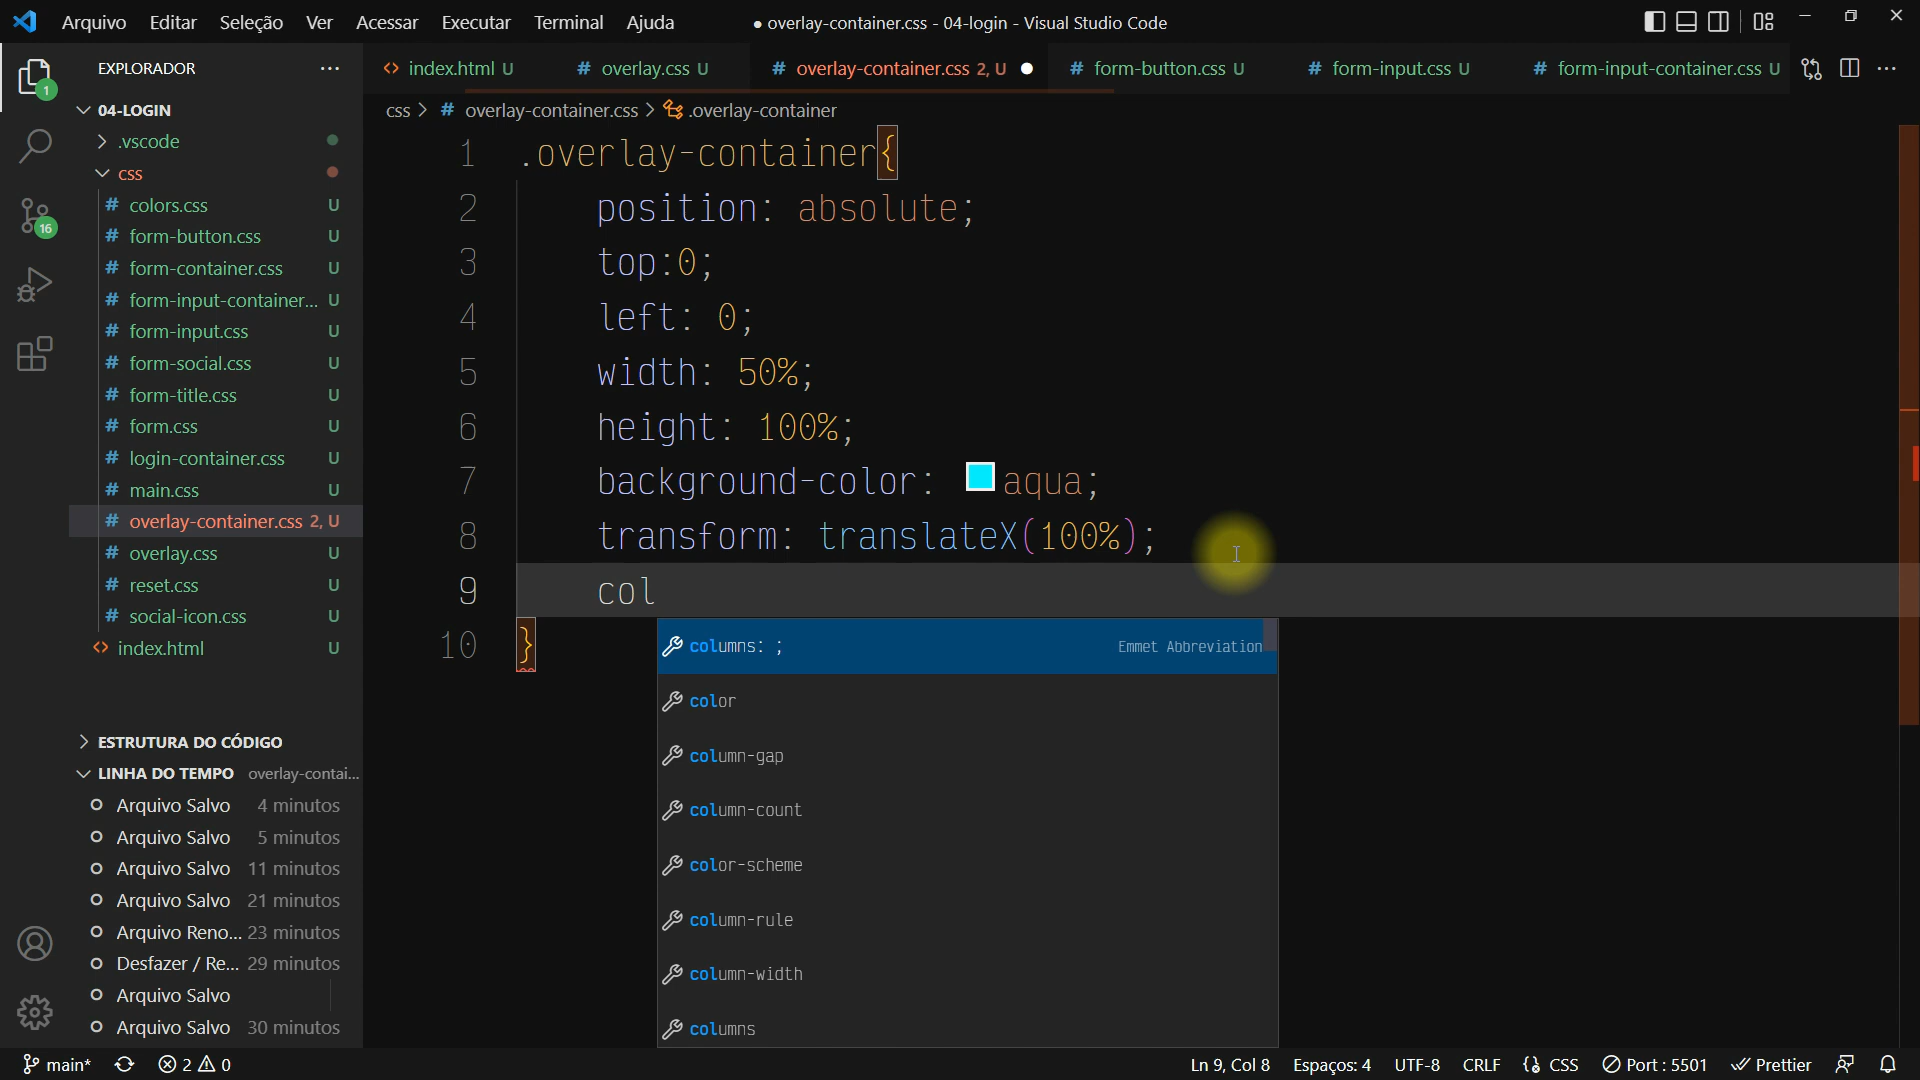 Arquivo Editar Seleção Ver Acessar Executar Terminal Ajuda
● overlay-container.css - 04-login - Visual Studio Code
EXPLORADOR ...
index.html U
# overlay.css U
# overlay-container.css 2, U
# form-button.css U
# form-input.css U
# form-input-container.css U
04-LOGIN
.vscode
css
# colors.css U
# form-button.css U
# form-container.css U
# form-input-container... U
# form-input.css U
# form-social.css U
# form-title.css U
# form.css U
# login-container.css U
# main.css U
# overlay-container.css 2, U
# overlay.css U
# reset.css U
# social-icon.css U
<> index.html U
ESTRUTURA DO CÓDIGO
LINHA DO TEMPO overlay-contai...
Arquivo Salvo 4 minutos
Arquivo Salvo 5 minutos
Arquivo Salvo 11 minutos
Arquivo Salvo 21 minutos
Arquivo Reno... 23 minutos
Desfazer / Re... 29 minutos
Arquivo Salvo
Arquivo Salvo 30 minutos
1
16
css > # overlay-container.css > .overlay-container
1 .overlay-container{
2 position: absolute;
3 top:0;
4 left: 0;
5 width: 50%;
6 height: 100%;
7 background-color: aqua;
8 transform: translateX(100%);
9 col
10 }
columns: ; Emmet Abbreviation
color
column-gap
column-count
color-scheme
column-rule
column-width
columns
main* 2 0
Ln 9, Col 8 Espaços: 4 UTF-8 CRLF {} CSS Port : 5501 Prettier